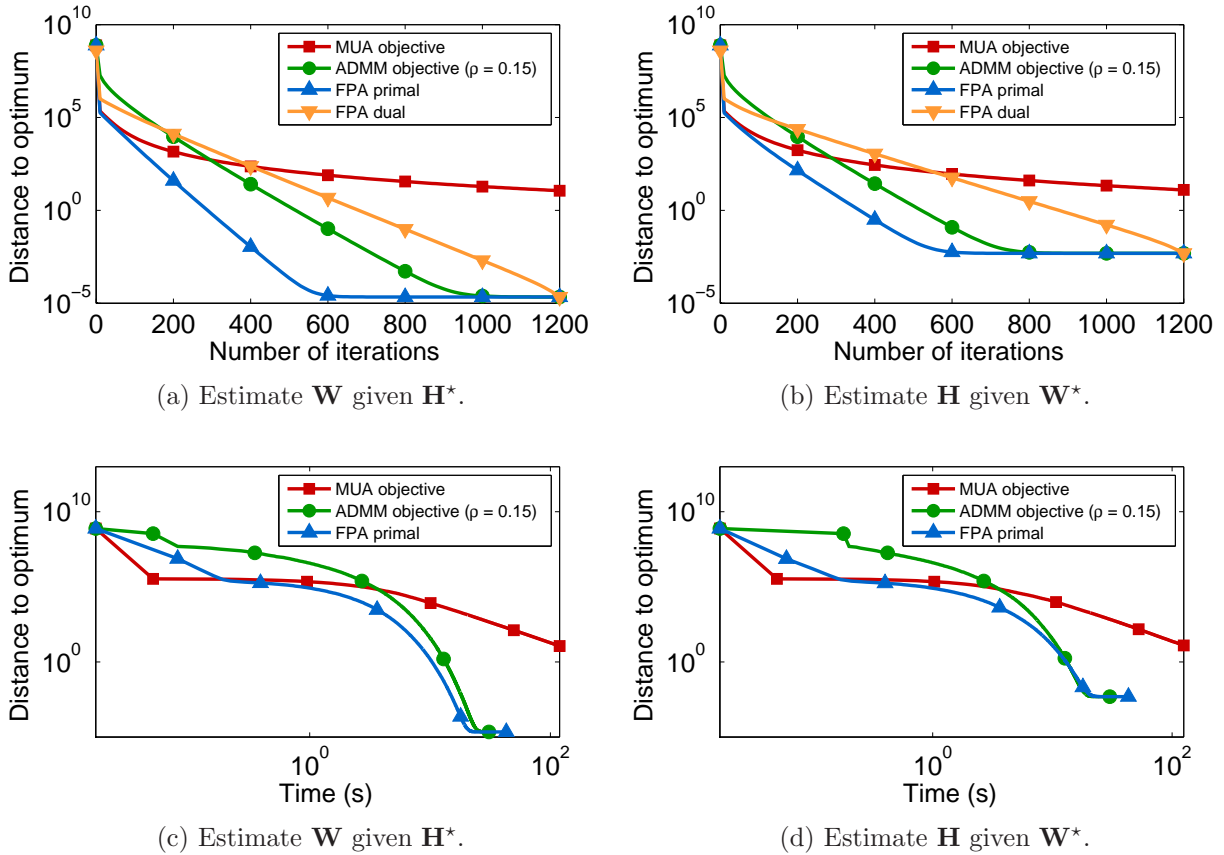 10^10
10^5
10^0
10^−5
Distance to optimum
0 200 400 600 800 1000 1200
Number of iterations
MUA objective
ADMM objective (ρ = 0.15)
FPA primal
FPA dual
(a) Estimate W given H⋆.
10^10
10^5
10^0
10^−5
Distance to optimum
0 200 400 600 800 1000 1200
Number of iterations
MUA objective
ADMM objective (ρ = 0.15)
FPA primal
FPA dual
(b) Estimate H given W⋆.
10^10
10^0
Distance to optimum
10^0 10^2
Time (s)
MUA objective
ADMM objective (ρ = 0.15)
FPA primal
(c) Estimate W given H⋆.
10^10
10^0
Distance to optimum
10^0 10^2
Time (s)
MUA objective
ADMM objective (ρ = 0.15)
FPA primal
(d) Estimate H given W⋆.